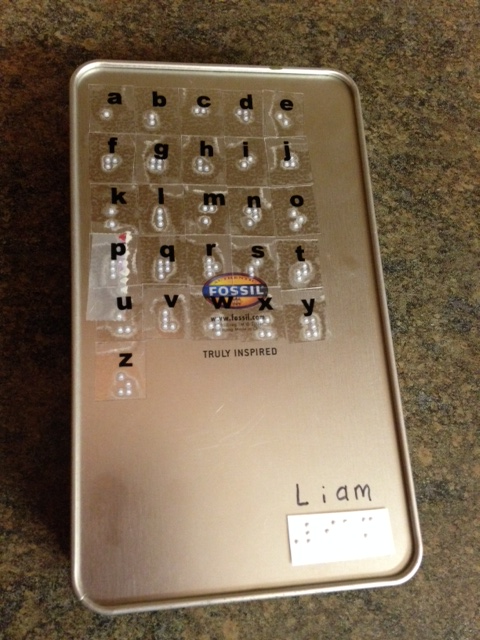 a b c d e
f g h i j
k l m n o
p q r s t
FOSSIL
u v w x y
www.fossil.com
TRULY INSPIRED
z
Liam